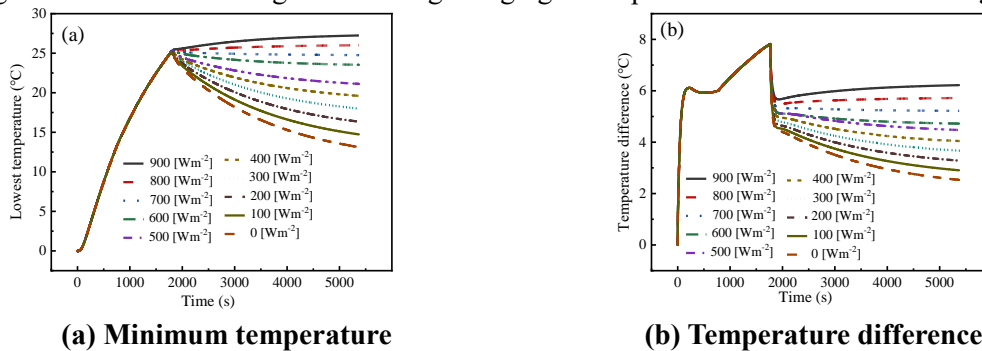 (a)
30
25
20
15
10
5
0
Lowest temperature (°C)
900 [Wm-2]
800 [Wm-2]
700 [Wm-2]
600 [Wm-2]
500 [Wm-2]
400 [Wm-2]
300 [Wm-2]
200 [Wm-2]
100 [Wm-2]
0 [Wm-2]
0 1000 2000 3000 4000 5000
Time (s)
(a) Minimum temperature
(b)
8
6
4
2
0
Temperature difference (°C)
900 [Wm-2]
800 [Wm-2]
700 [Wm-2]
600 [Wm-2]
500 [Wm-2]
400 [Wm-2]
300 [Wm-2]
200 [Wm-2]
100 [Wm-2]
0 [Wm-2]
0 1000 2000 3000 4000 5000
Time (s)
(b) Temperature difference